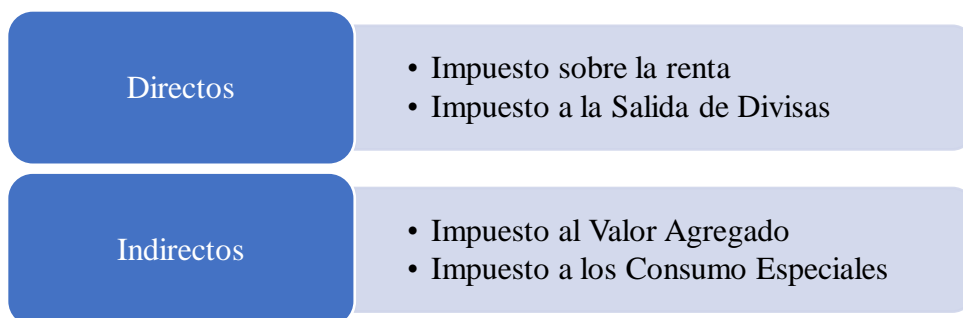 Directos
• Impuesto sobre la renta
• Impuesto a la Salida de Divisas
Indirectos
• Impuesto al Valor Agregado
• Impuesto a los Consumo Especiales